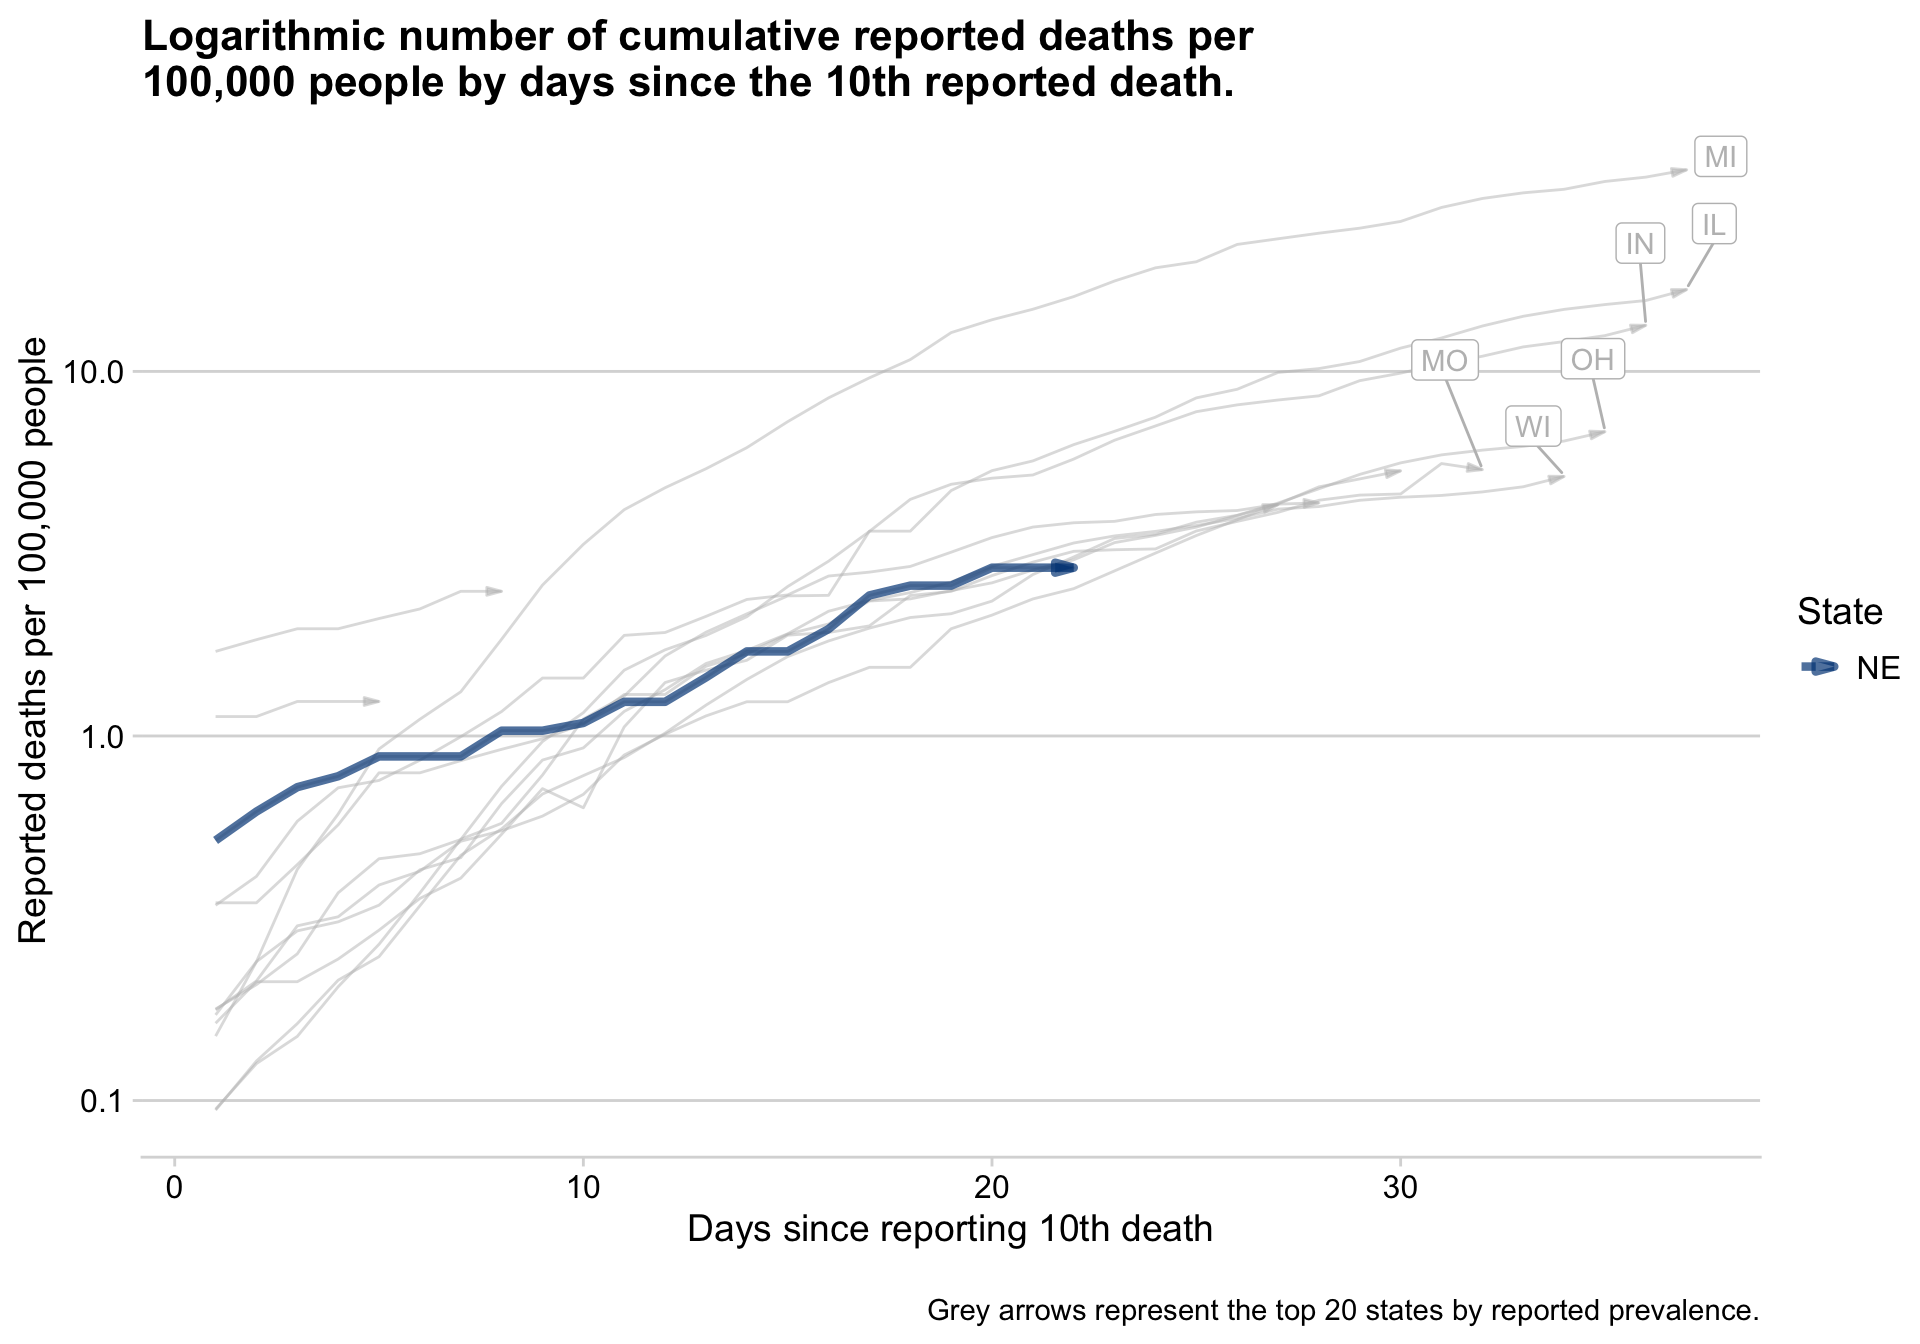 Logarithmic number of cumulative reported deaths per
100,000 people by days since the 10th reported death.
MI
IL
IN
MO
OH
WI
Reported deaths per 100,000 people
10.0
1.0
0.1
State
NE
0
10
20
30
Days since reporting 10th death
Grey arrows represent the top 20 states by reported prevalence.